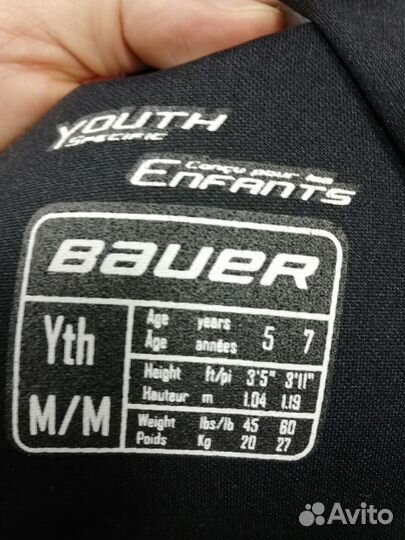 YOUTH
SPECIFIC
Conçu pour les
ENFANTS
BAUER
Yth
M/M
Age years 5 7
Âge années
Height ft/pi 3'5" 3'11"
Hauteur m 1.04 1.19
Weight lbs/lb 45 60
Poids Kg 20 27
Avito